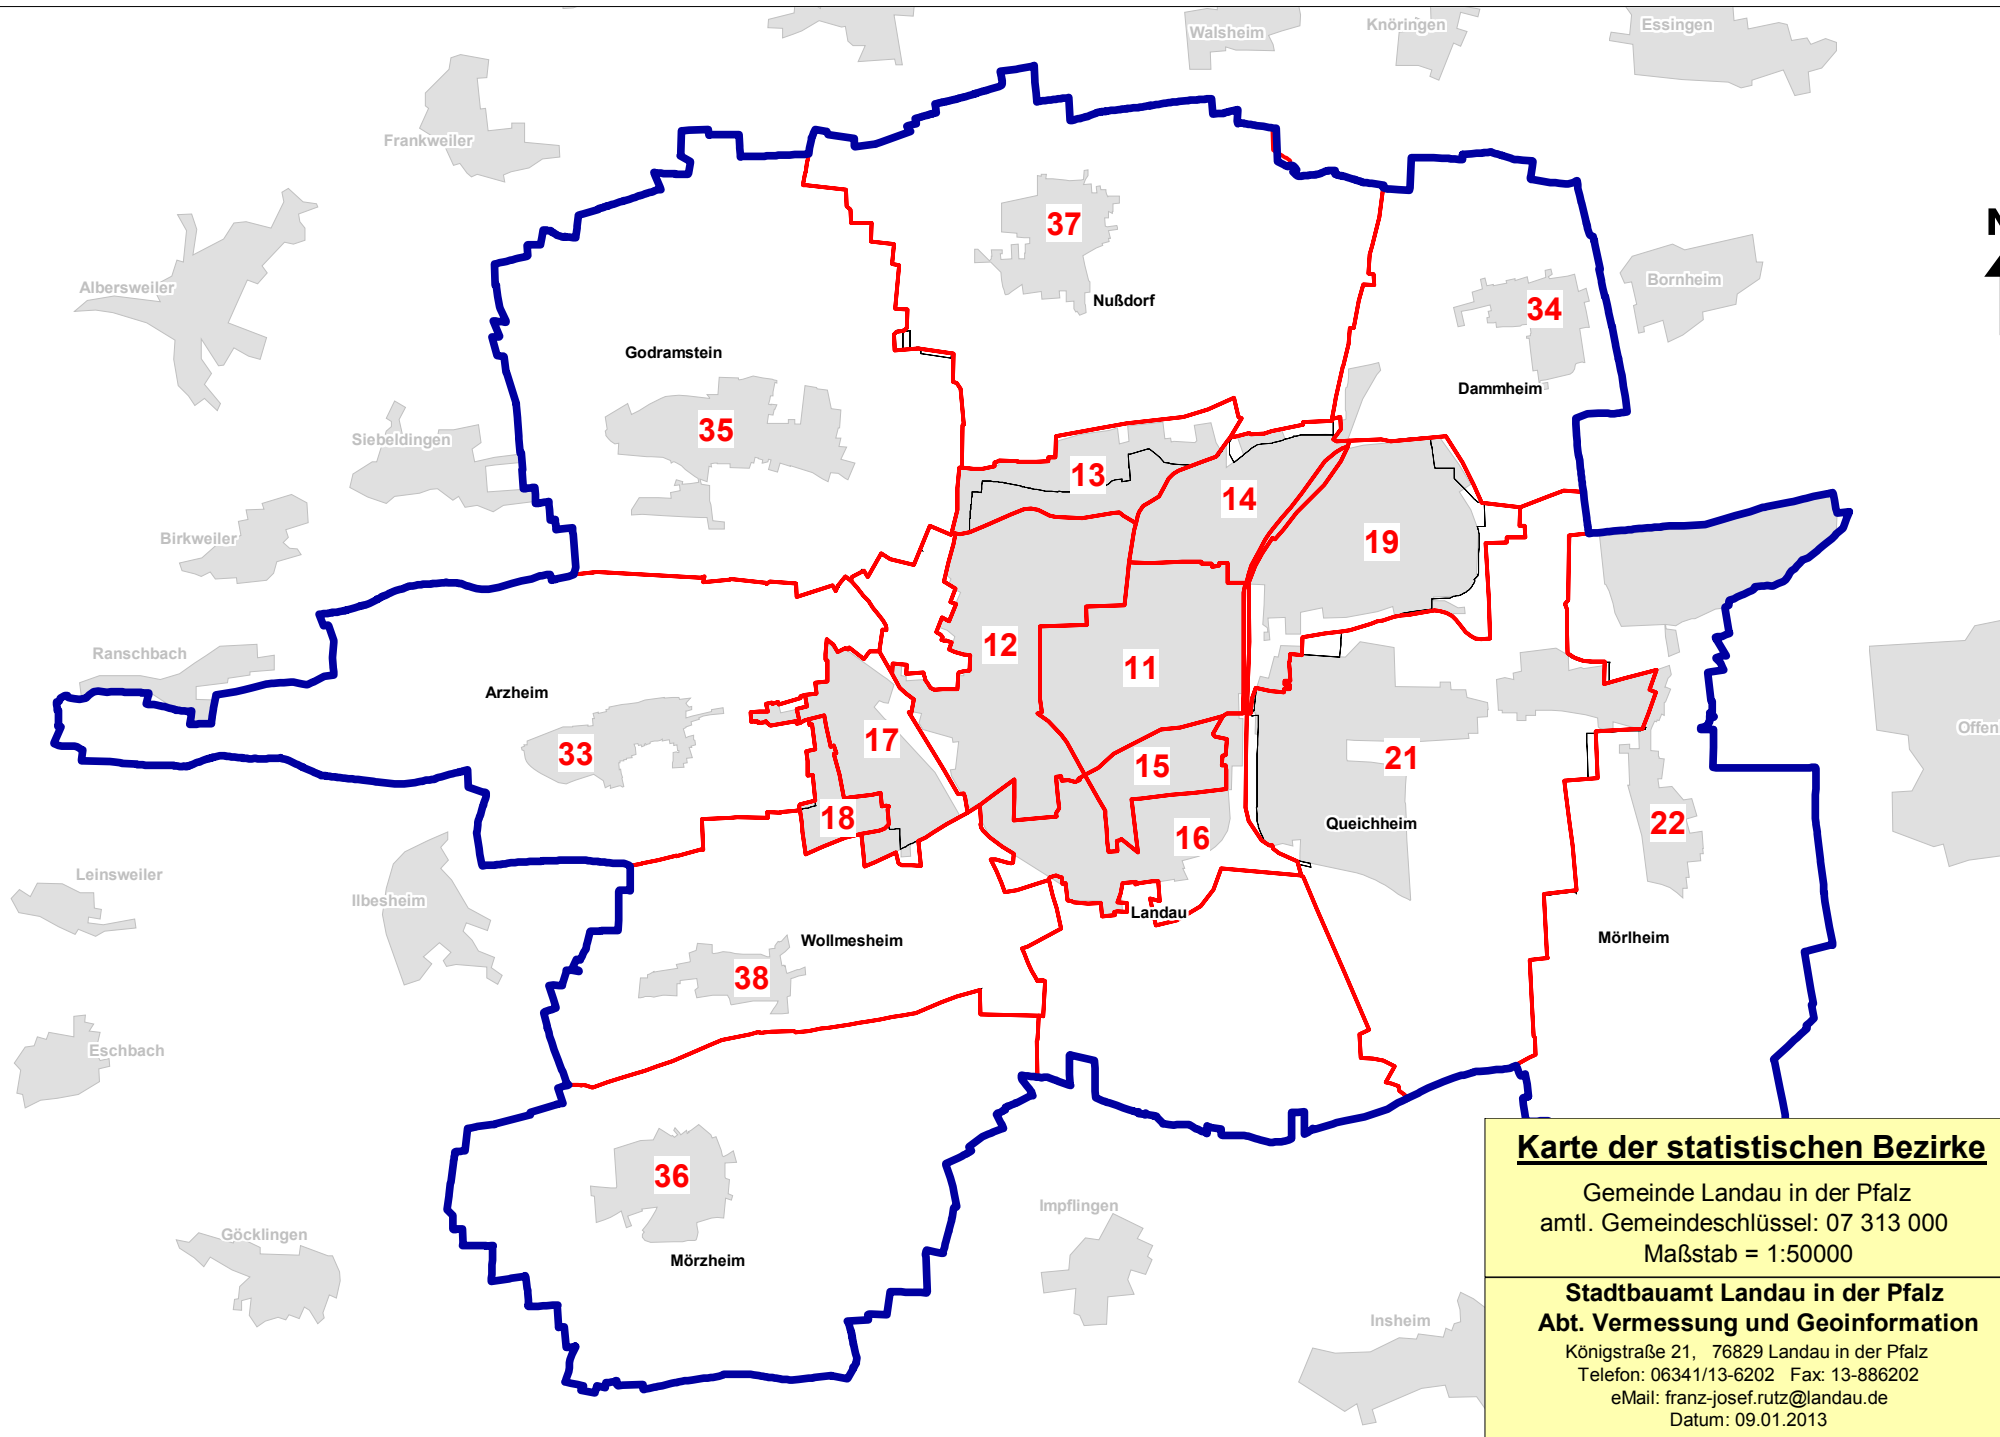 Walsheim
Knöringen
Essingen
Frankweiler
N
37
Albersweiler
Bornheim
Nußdorf
34
Godramstein
Dammheim
35
Siebeldingen
13
14
Birkweiler
19
12
Ranschbach
11
Arzheim
17
Offen
33
15
21
18
Queichheim
22
16
Leinsweiler
Ilbesheim
Landau
Wollmesheim
Mörlheim
38
Eschbach
36
Impflingen
Göcklingen
Mörzheim
Insheim
Karte der statistischen Bezirke
Gemeinde Landau in der Pfalz
amtl. Gemeindeschlüssel: 07 313 000
Maßstab = 1:50000
Stadtbauamt Landau in der Pfalz
Abt. Vermessung und Geoinformation
Königstraße 21, 76829 Landau in der Pfalz
Telefon: 06341/13-6202 Fax: 13-886202
eMail: franz-josef.rutz@landau.de
Datum: 09.01.2013